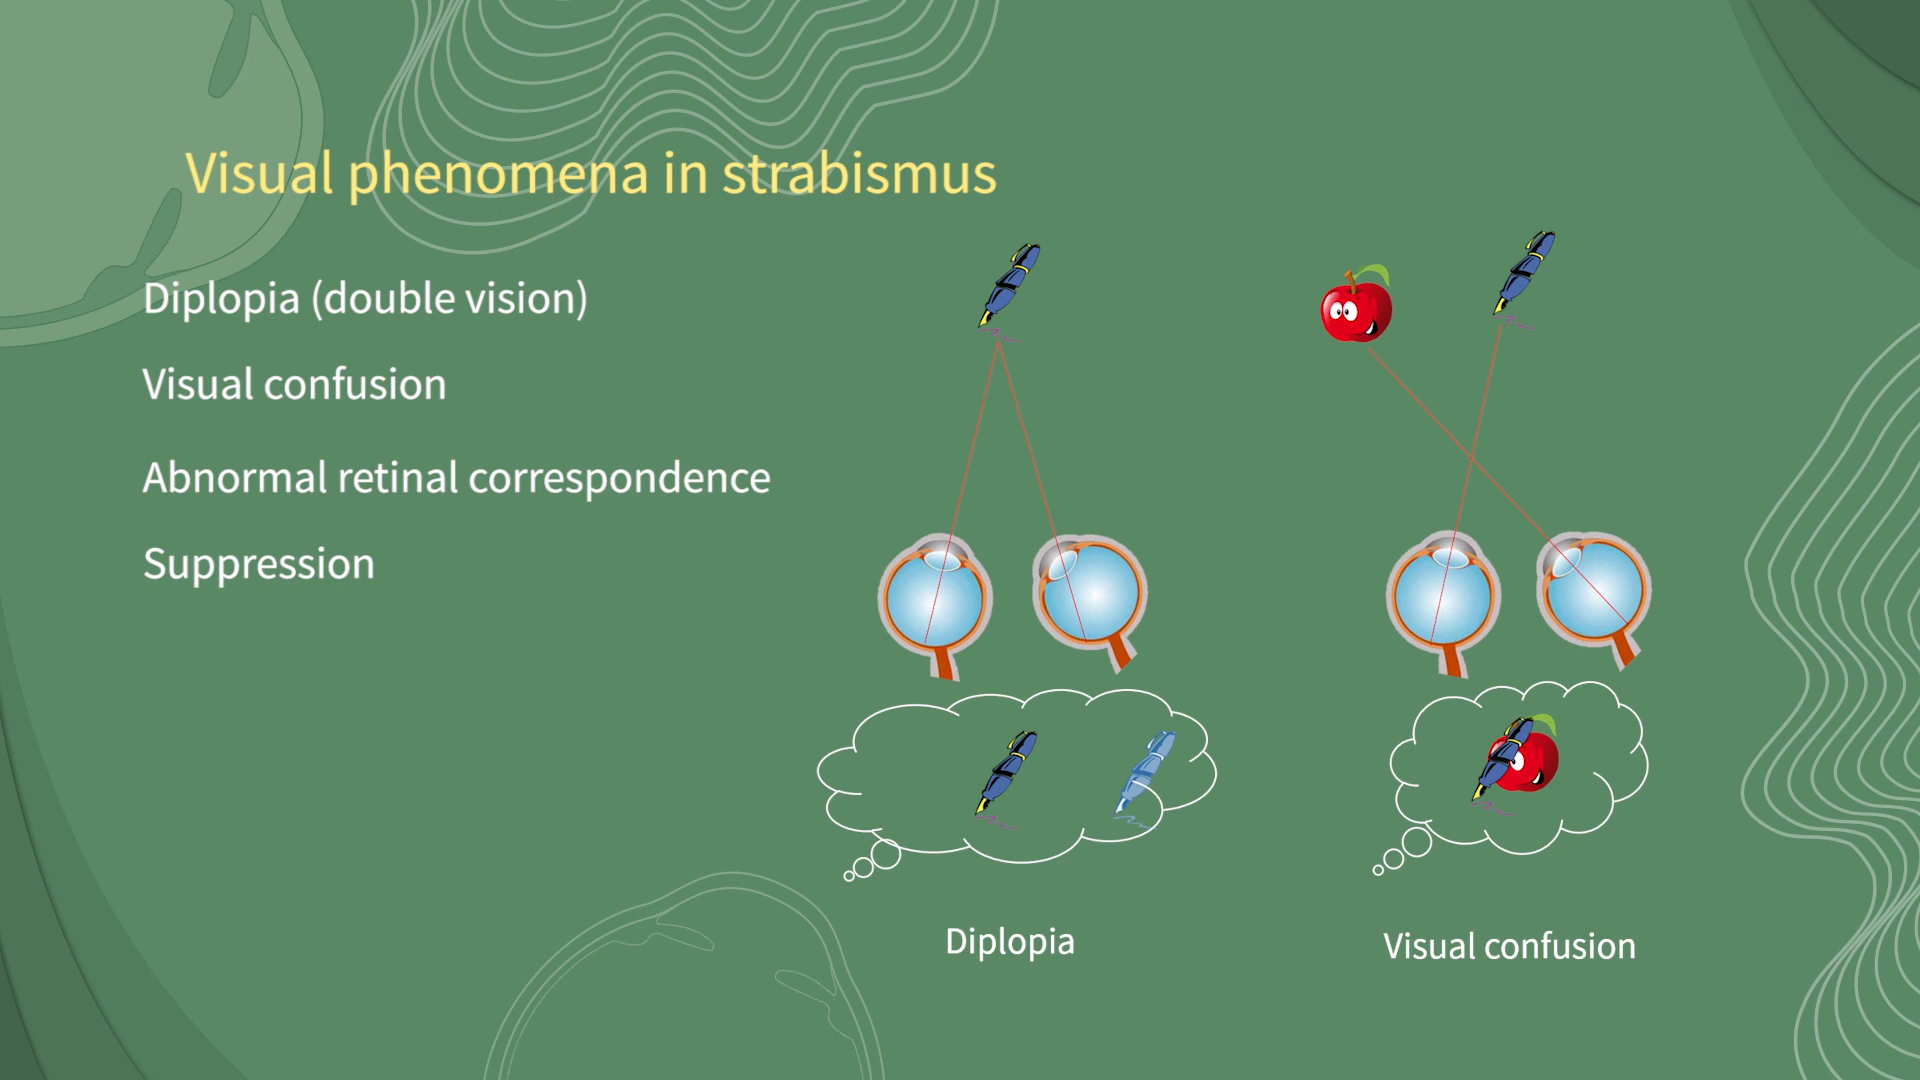 Visual phenomena in strabismus
Diplopia (double vision)
Visual confusion
Abnormal retinal correspondence
Suppression
Diplopia
Visual confusion